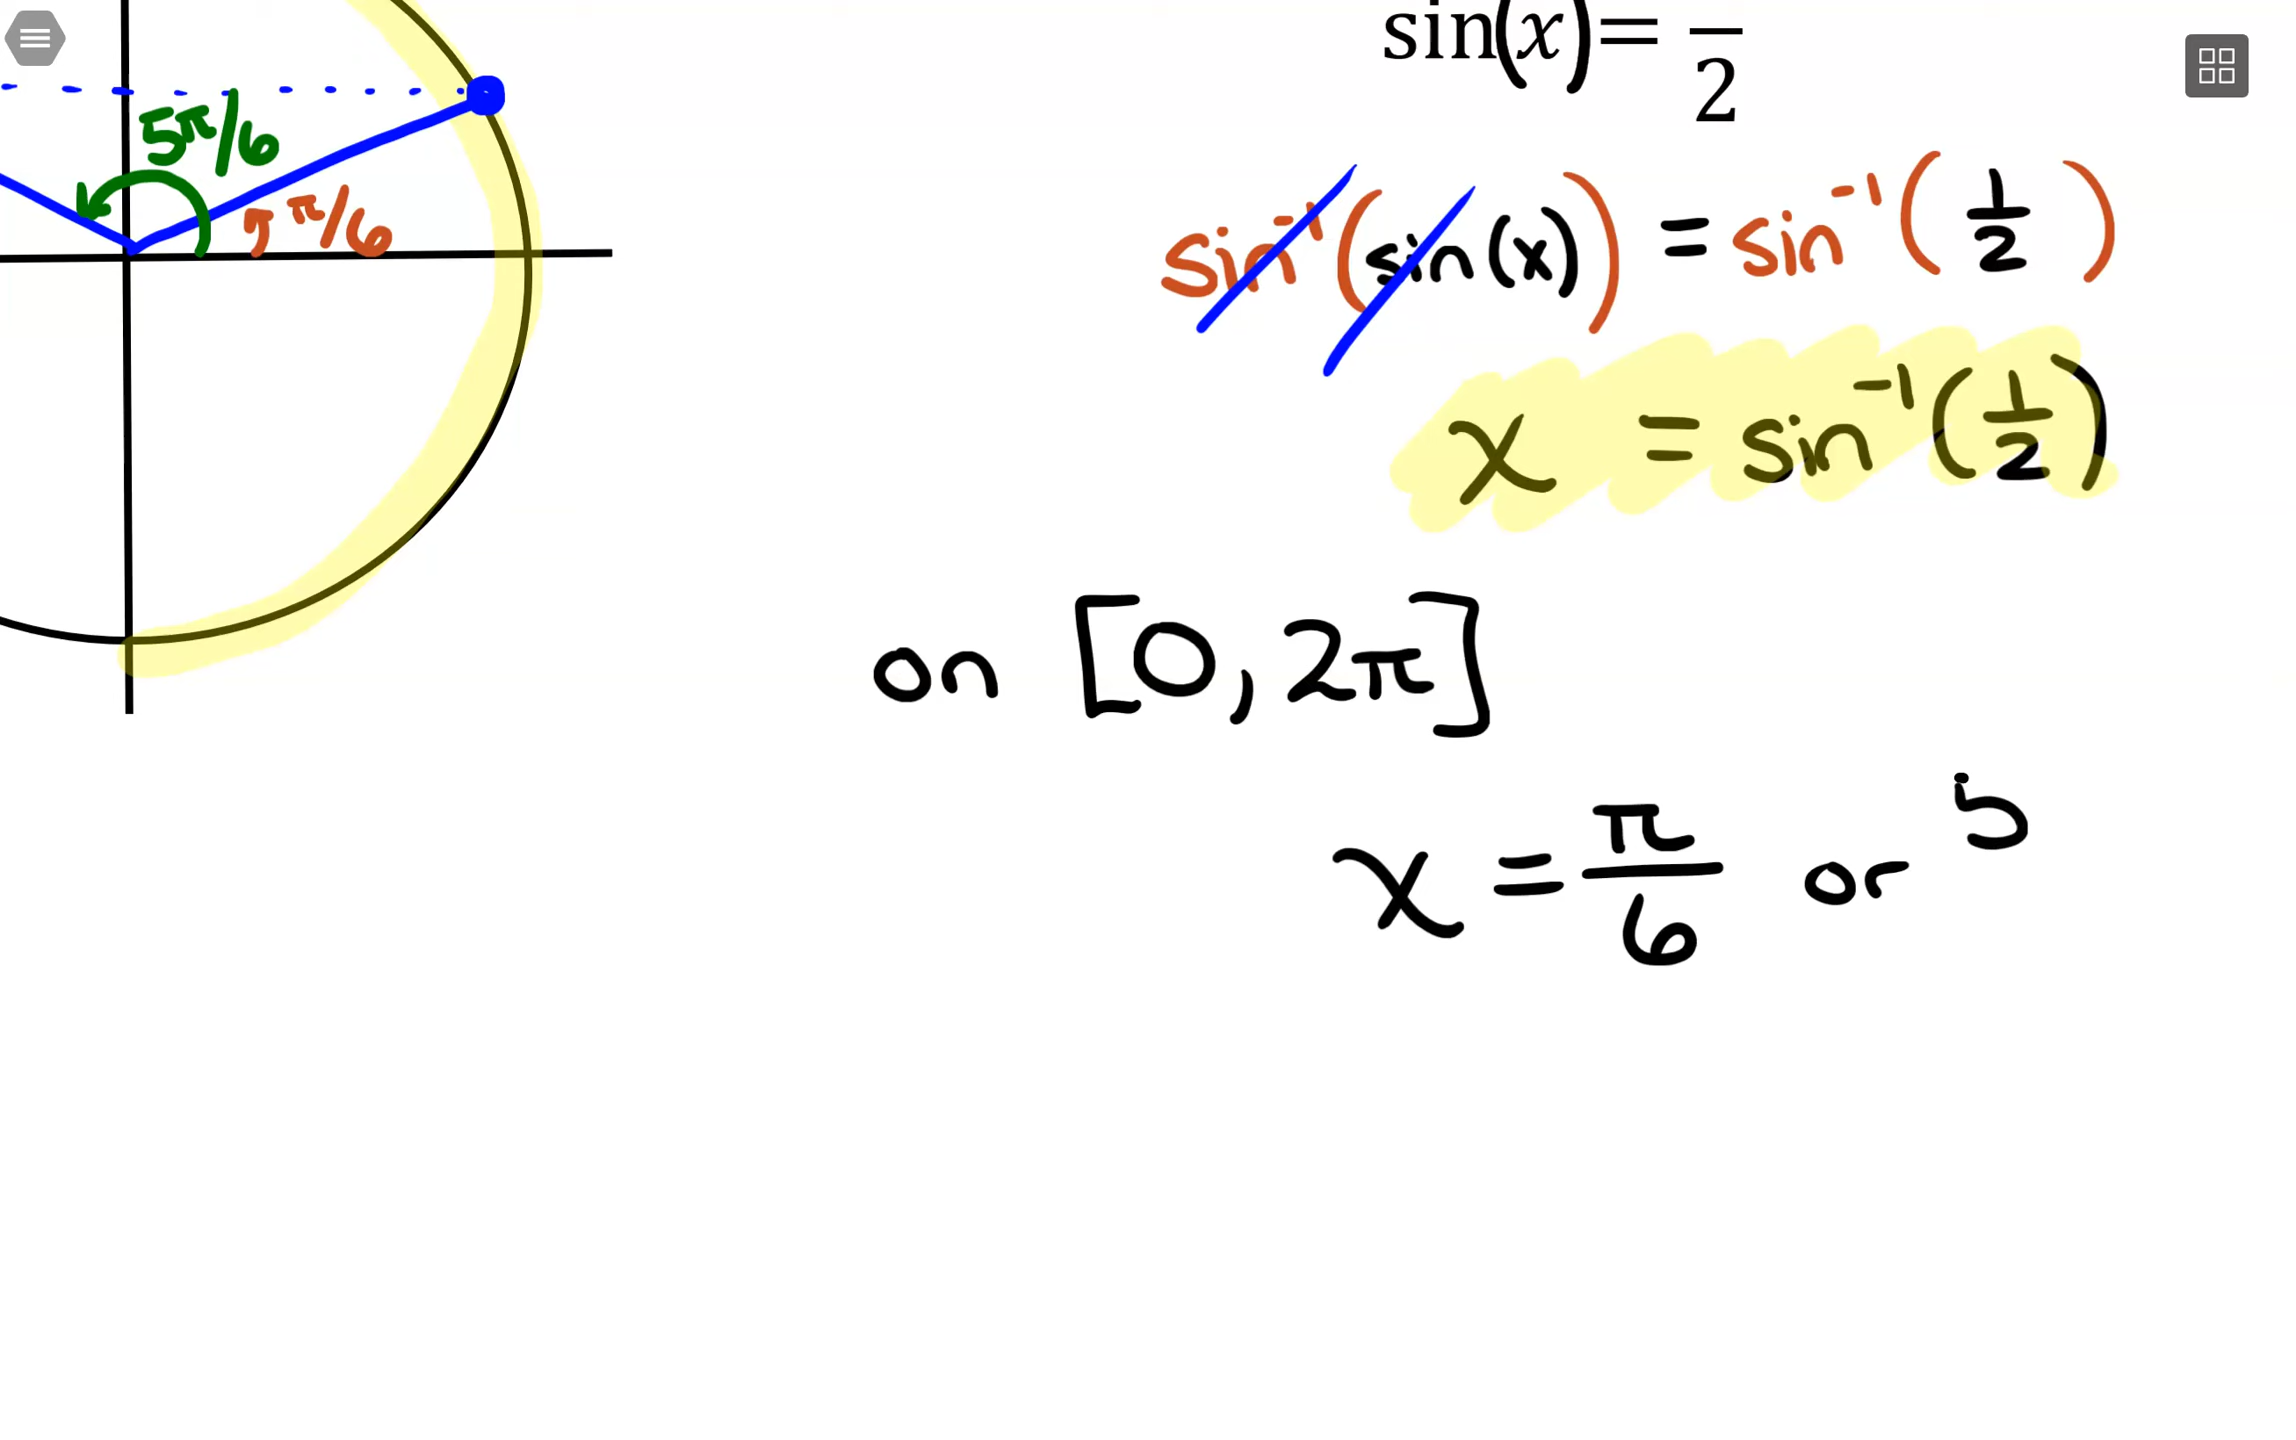 sin(x)= /2
5π/6
π/6
sin⁻¹(sin(x)) = sin⁻¹(1/2)
x = sin⁻¹(1/2)
on [0, 2π]
x = π/6 or 5